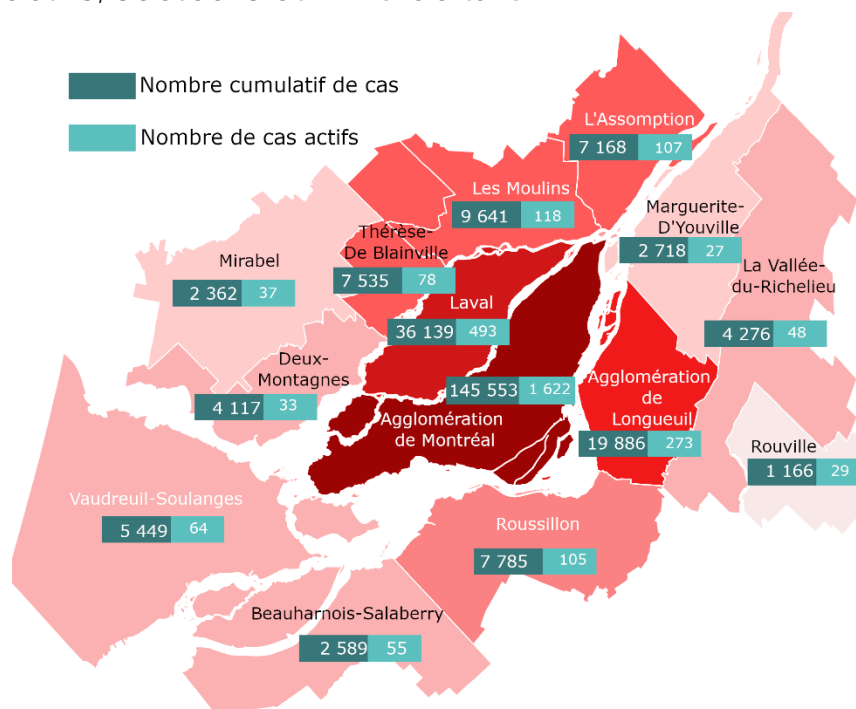 Nombre cumulatif de cas
Nombre de cas actifs
L'Assomption
7 168 107
Les Moulins
9 641 118
Marguerite-
D'Youville
2 718 27
Thérèse-
De Blainville
7 535 78
Mirabel
2 362 37
La Vallée-
du-Richelieu
4 276 48
Laval
36 139 493
Deux-
Montagnes
4 117 33
145 553 1 622
Agglomération
de Montréal
Agglomération
de
Longueuil
19 886 273
Rouville
1 166 29
Vaudreuil-Soulanges
5 449 64
Roussillon
7 785 105
Beauharnois-Salaberry
2 589 55